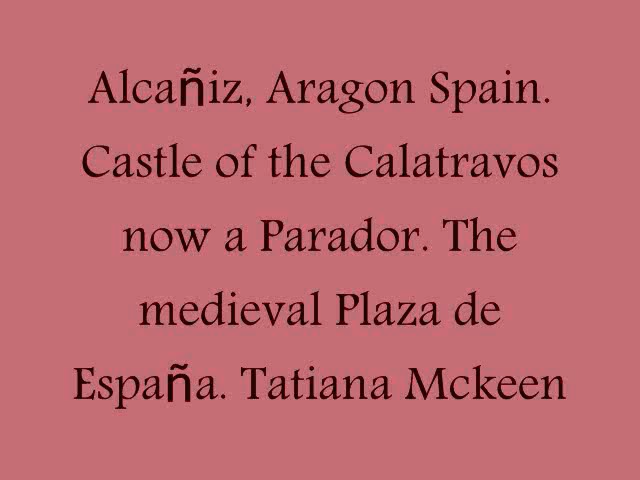 Alcañiz, Aragon Spain.
Castle of the Calatravos
now a Parador. The
medieval Plaza de
España. Tatiana Mckeen